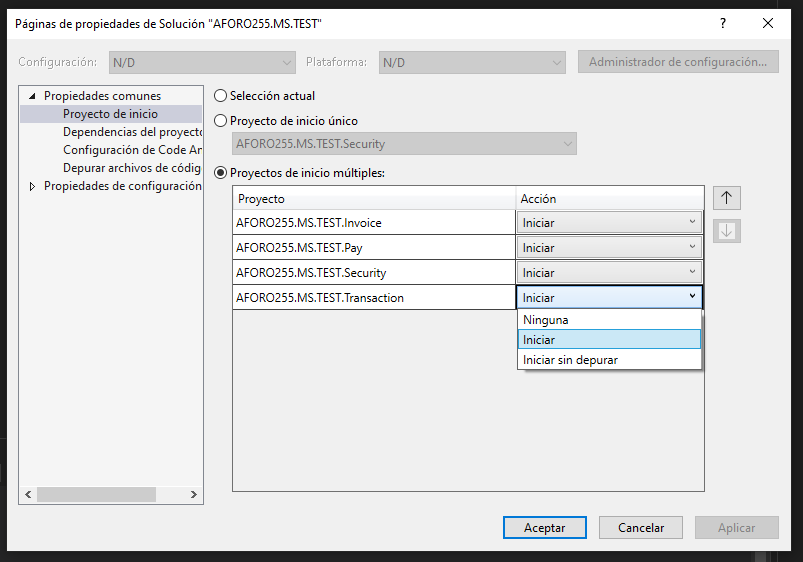 Páginas de propiedades de Solución "AFORO255.MS.TEST"
?
Configuración: N/D Plataforma: N/D Administrador de configuración...
Propiedades comunes
Proyecto de inicio
Dependencias del proyecto
Configuración de Code An
Depurar archivos de códig
Propiedades de configuración
Selección actual
Proyecto de inicio único
AFORO255.MS.TEST.Security
Proyectos de inicio múltiples:
Proyecto Acción
AFORO255.MS.TEST.Invoice Iniciar
AFORO255.MS.TEST.Pay Iniciar
AFORO255.MS.TEST.Security Iniciar
AFORO255.MS.TEST.Transaction Iniciar
Ninguna
Iniciar
Iniciar sin depurar
Aceptar Cancelar Aplicar